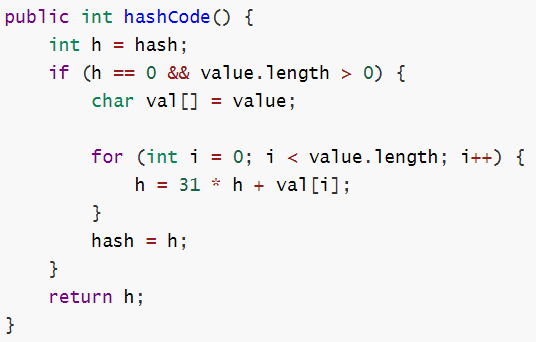 public int hashCode() {
    int h = hash;
    if (h == 0 && value.length > 0) {
        char val[] = value;

        for (int i = 0; i < value.length; i++) {
            h = 31 * h + val[i];
        }
        hash = h;
    }
    return h;
}